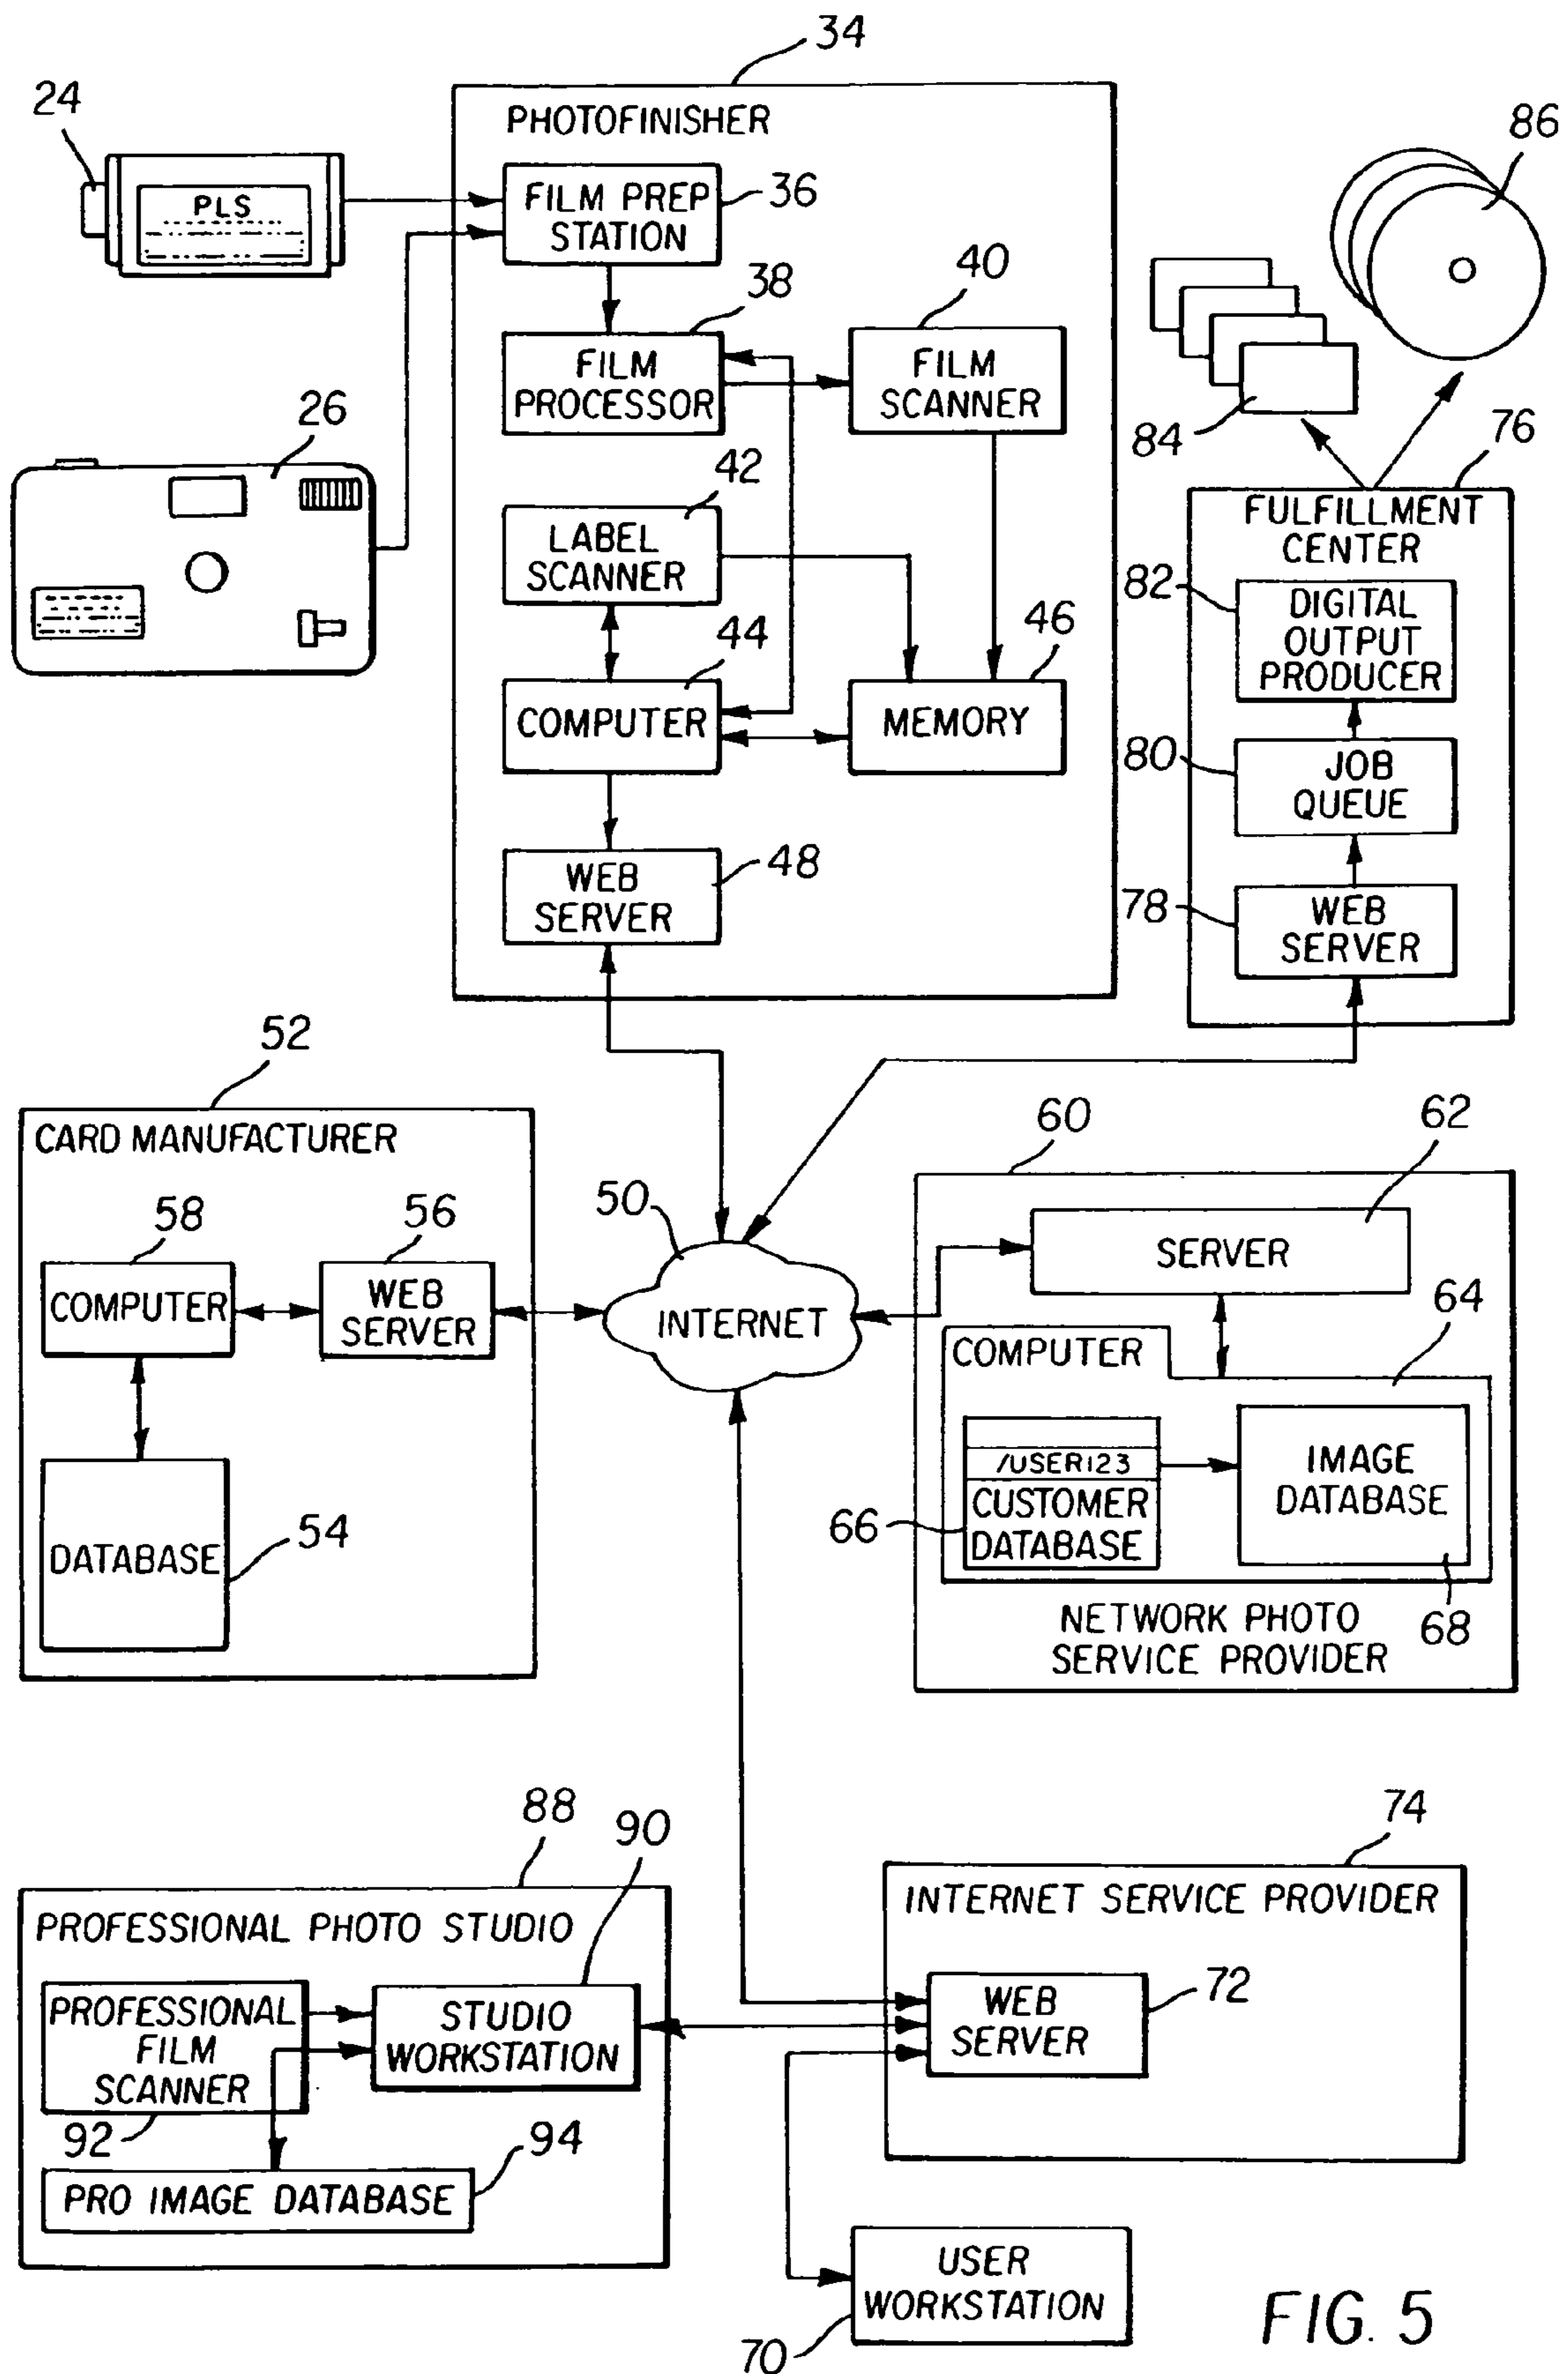 34
24
PHOTOFINISHER
86
PLS
FILM PREP
STATION
36
38
40
FILM
PROCESSOR
FILM
SCANNER
26
84
76
42
LABEL
SCANNER
FULFILLMENT
CENTER
82
DIGITAL
OUTPUT
PRODUCER
44
46
COMPUTER
MEMORY
80
JOB
QUEUE
WEB
SERVER
48
78
WEB
SERVER
52
CARD MANUFACTURER
60
62
58
56
50
SERVER
COMPUTER
WEB
SERVER
INTERNET
64
COMPUTER
/USER123
CUSTOMER
DATABASE
66
IMAGE
DATABASE
DATABASE
54
68
NETWORK PHOTO
SERVICE PROVIDER
88
90
74
PROFESSIONAL PHOTO STUDIO
INTERNET SERVICE PROVIDER
PROFESSIONAL
FILM
SCANNER
STUDIO
WORKSTATION
WEB
SERVER
72
92
94
PRO IMAGE DATABASE
USER
WORKSTATION
70
FIG. 5